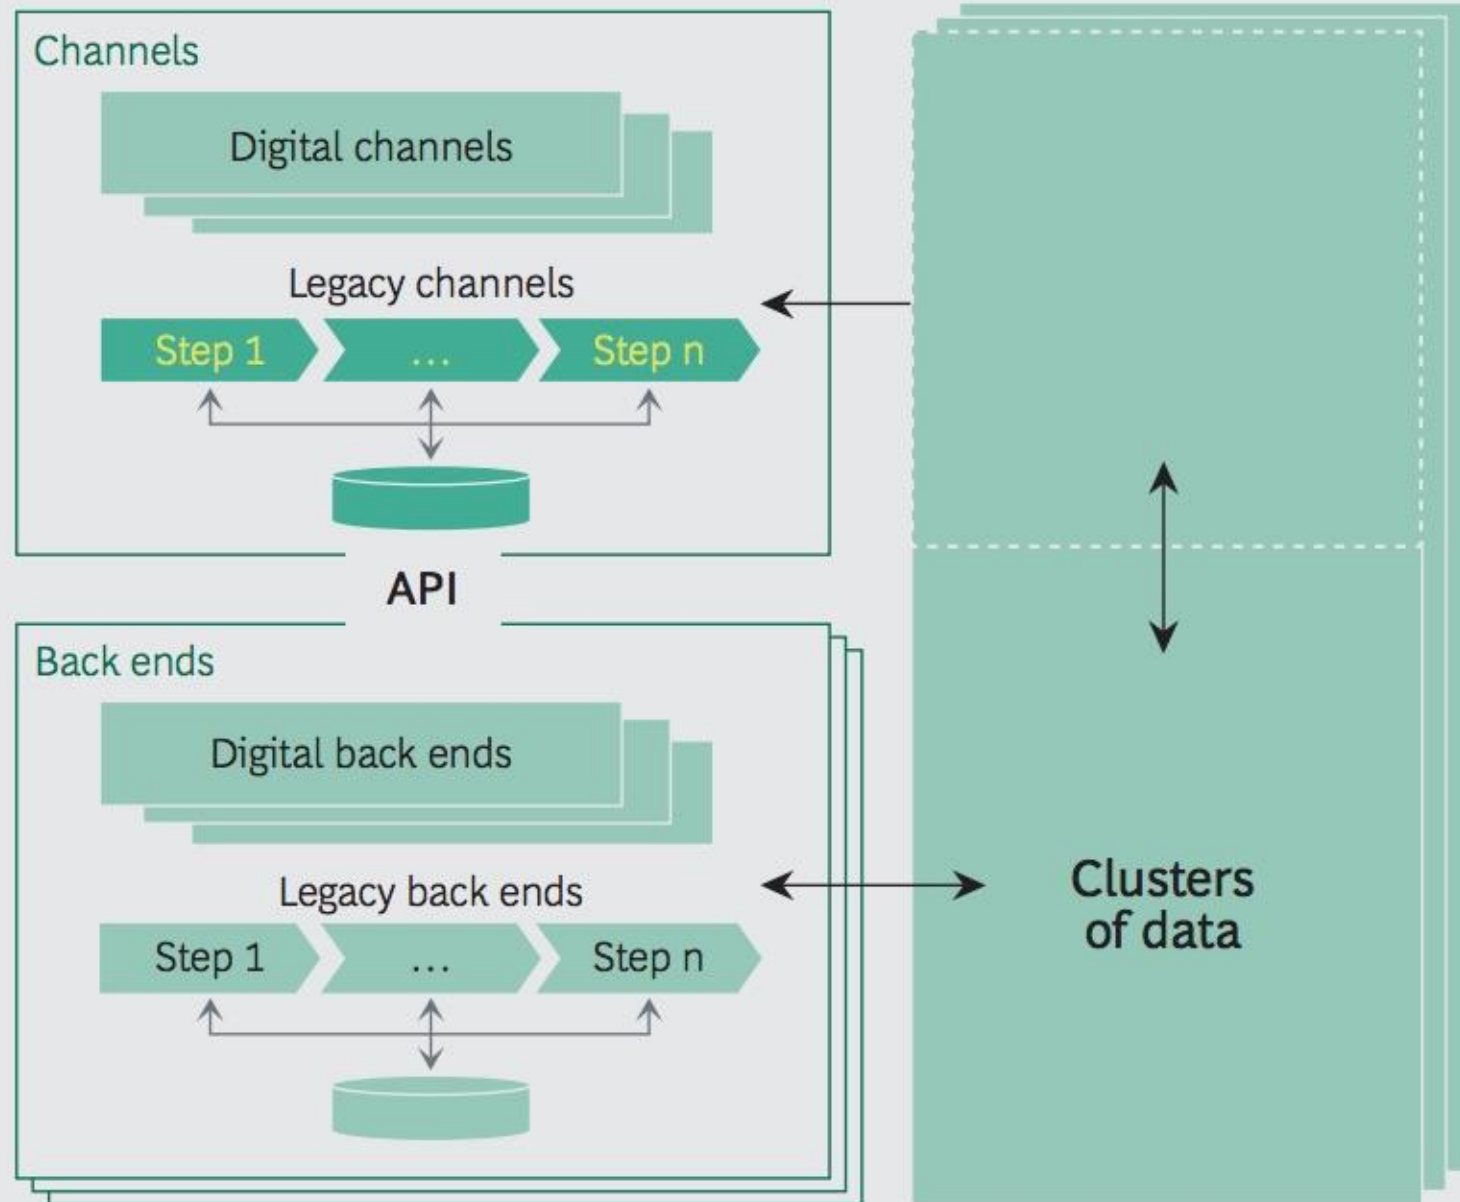 Channels
Digital channels
Legacy channels
Step 1
...
Step n
API
Back ends
Digital back ends
Legacy back ends
Step 1
...
Step n
Clusters
of data